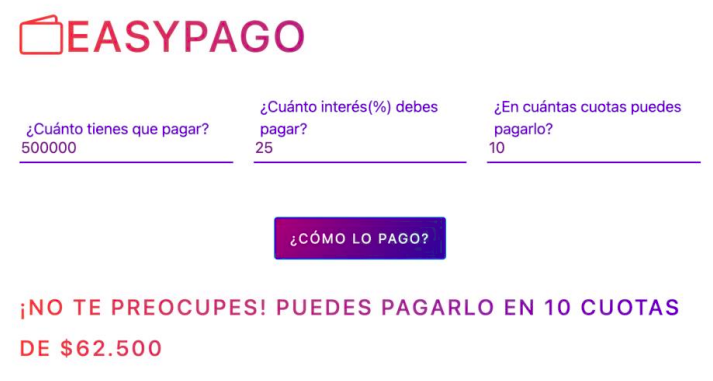 EASYPAGO
¿Cuánto tienes que pagar?
500000
¿Cuánto interés(%) debes
pagar?
25
¿En cuántas cuotas puedes
pagarlo?
10
¿CÓMO LO PAGO?
¡NO TE PREOCUPES! PUEDES PAGARLO EN 10 CUOTAS
DE $62.500